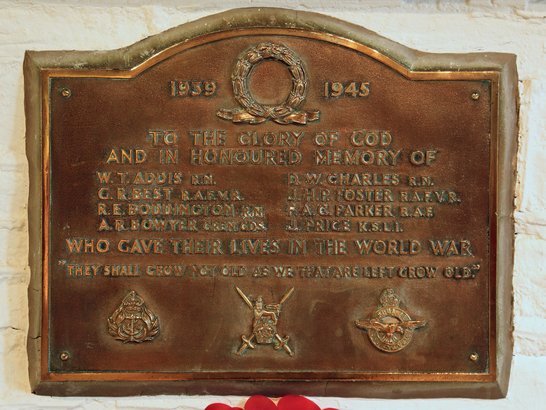 1939 1945
TO THE GLORY OF GOD
AND IN HONOURED MEMORY OF
W. T. ADDIS R.N. D. W. CHARLES R.N.
G. R. BEST R.A.F.V.R. J. H. P. FOSTER R.A.F.V.R.
R. E. BODDINGTON R.N. F. A. G. PARKER R.A.F.
A. R. BOWYER GREN. GDS. J. PRICE K.S.L.I.
WHO GAVE THEIR LIVES IN THE WORLD WAR
"THEY SHALL GROW NOT OLD AS WE THAT ARE LEFT GROW OLD."